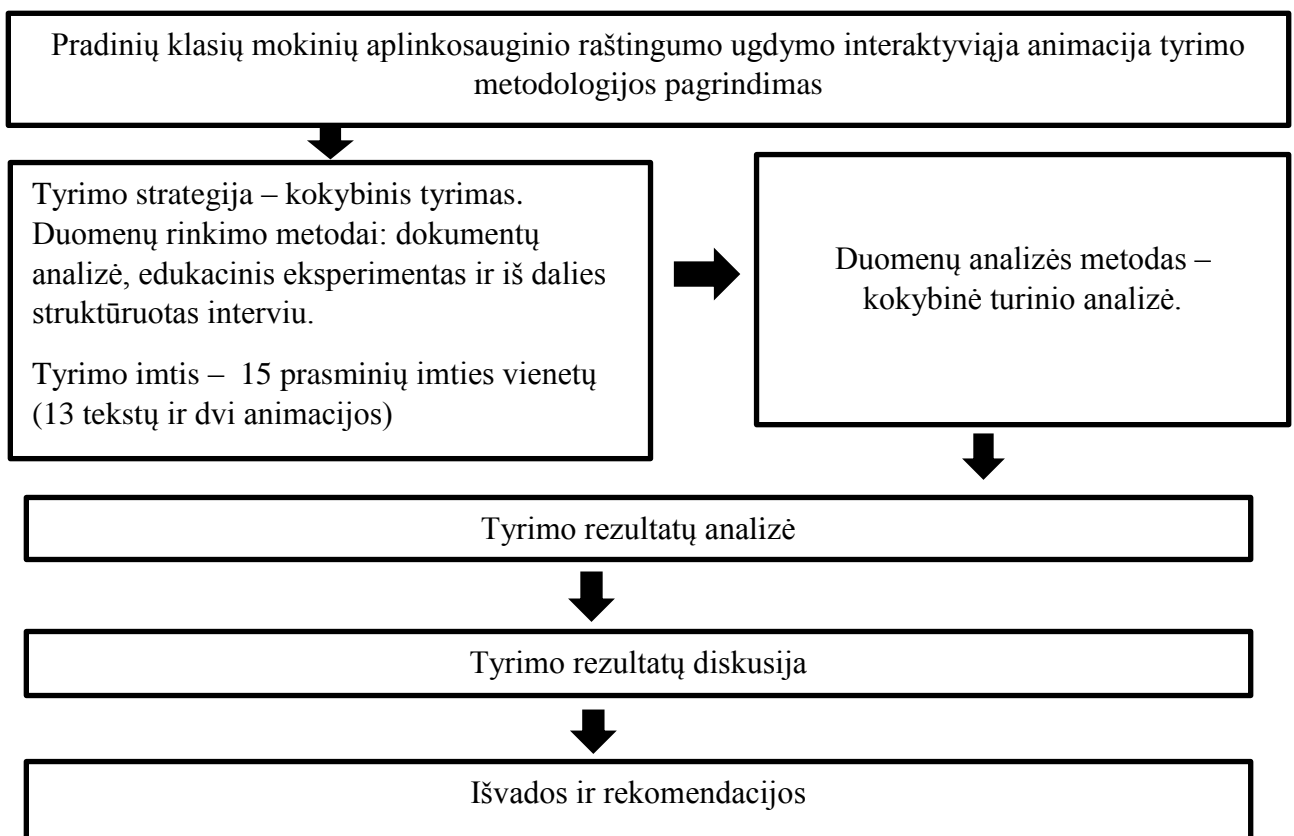 Pradinių klasių mokinių aplinkosauginio raštingumo ugdymo interaktyviąja animacija tyrimo
metodologijos pagrindimas
Tyrimo strategija – kokybinis tyrimas.
Duomenų rinkimo metodai: dokumentų
analizė, edukacinis eksperimentas ir iš dalies
struktūruotas interviu.
Tyrimo imtis – 15 prasminių imties vienetų
(13 tekstų ir dvi animacijos)
Duomenų analizės metodas –
kokybinė turinio analizė.
Tyrimo rezultatų analizė
Tyrimo rezultatų diskusija
Išvados ir rekomendacijos